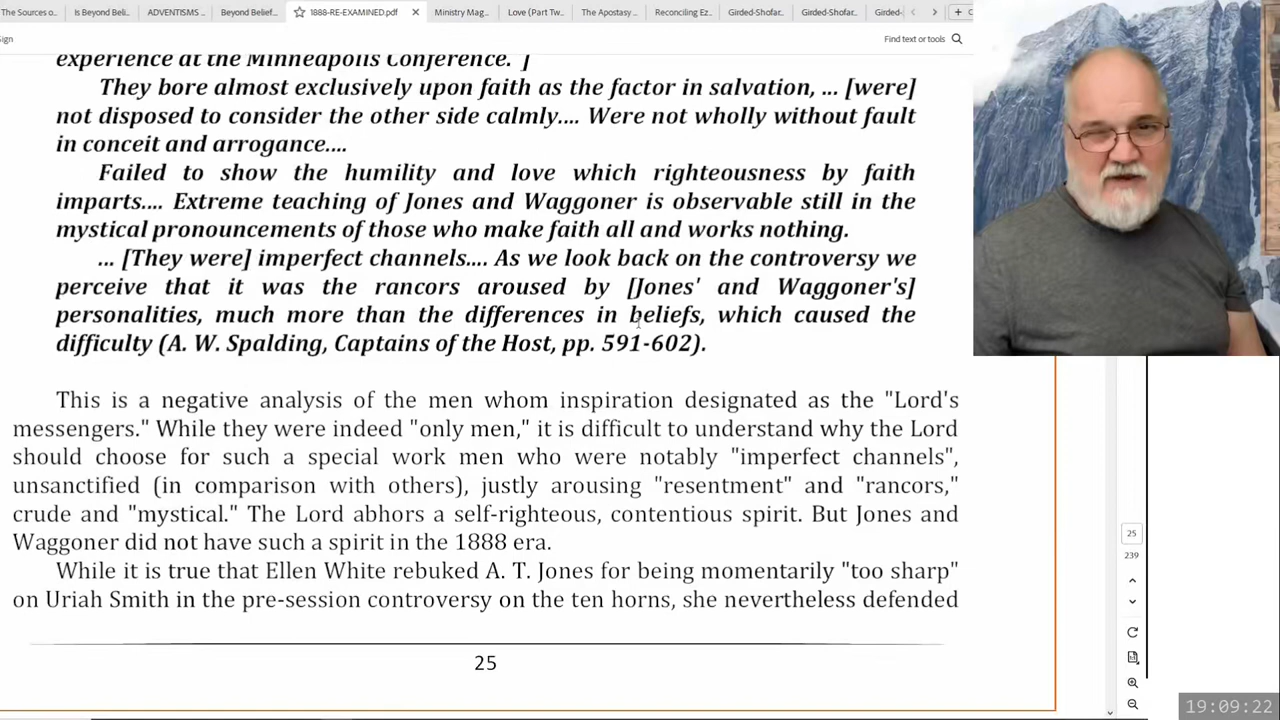 The Sources o...
Is Beyond Beli...
ADVENTISMS ...
Beyond Belief...
1888-RE-EXAMINED.pdf
Ministry Mag...
Love (Part Tw...
The Apostasy ...
Reconciling Ez...
Girded-Shofar...
Girded-Shofar...
Girded-
Sign
Find text or tools
experience at the Minneapolis Conference." ]
They bore almost exclusively upon faith as the factor in salvation, ... [were]
not disposed to consider the other side calmly.... Were not wholly without fault
in conceit and arrogance....
Failed to show the humility and love which righteousness by faith
imparts.... Extreme teaching of Jones and Waggoner is observable still in the
mystical pronouncements of those who make faith all and works nothing.
... [They were] imperfect channels.... As we look back on the controversy we
perceive that it was the rancors aroused by [Jones' and Waggoner's]
personalities, much more than the differences in beliefs, which caused the
difficulty (A. W. Spalding, Captains of the Host, pp. 591-602).
This is a negative analysis of the men whom inspiration designated as the "Lord's
messengers." While they were indeed "only men," it is difficult to understand why the Lord
should choose for such a special work men who were notably "imperfect channels",
unsanctified (in comparison with others), justly arousing "resentment" and "rancors,"
crude and "mystical." The Lord abhors a self-righteous, contentious spirit. But Jones and
Waggoner did not have such a spirit in the 1888 era.
While it is true that Ellen White rebuked A. T. Jones for being momentarily "too sharp"
on Uriah Smith in the pre-session controversy on the ten horns, she nevertheless defended
25
25
239
19:09:22